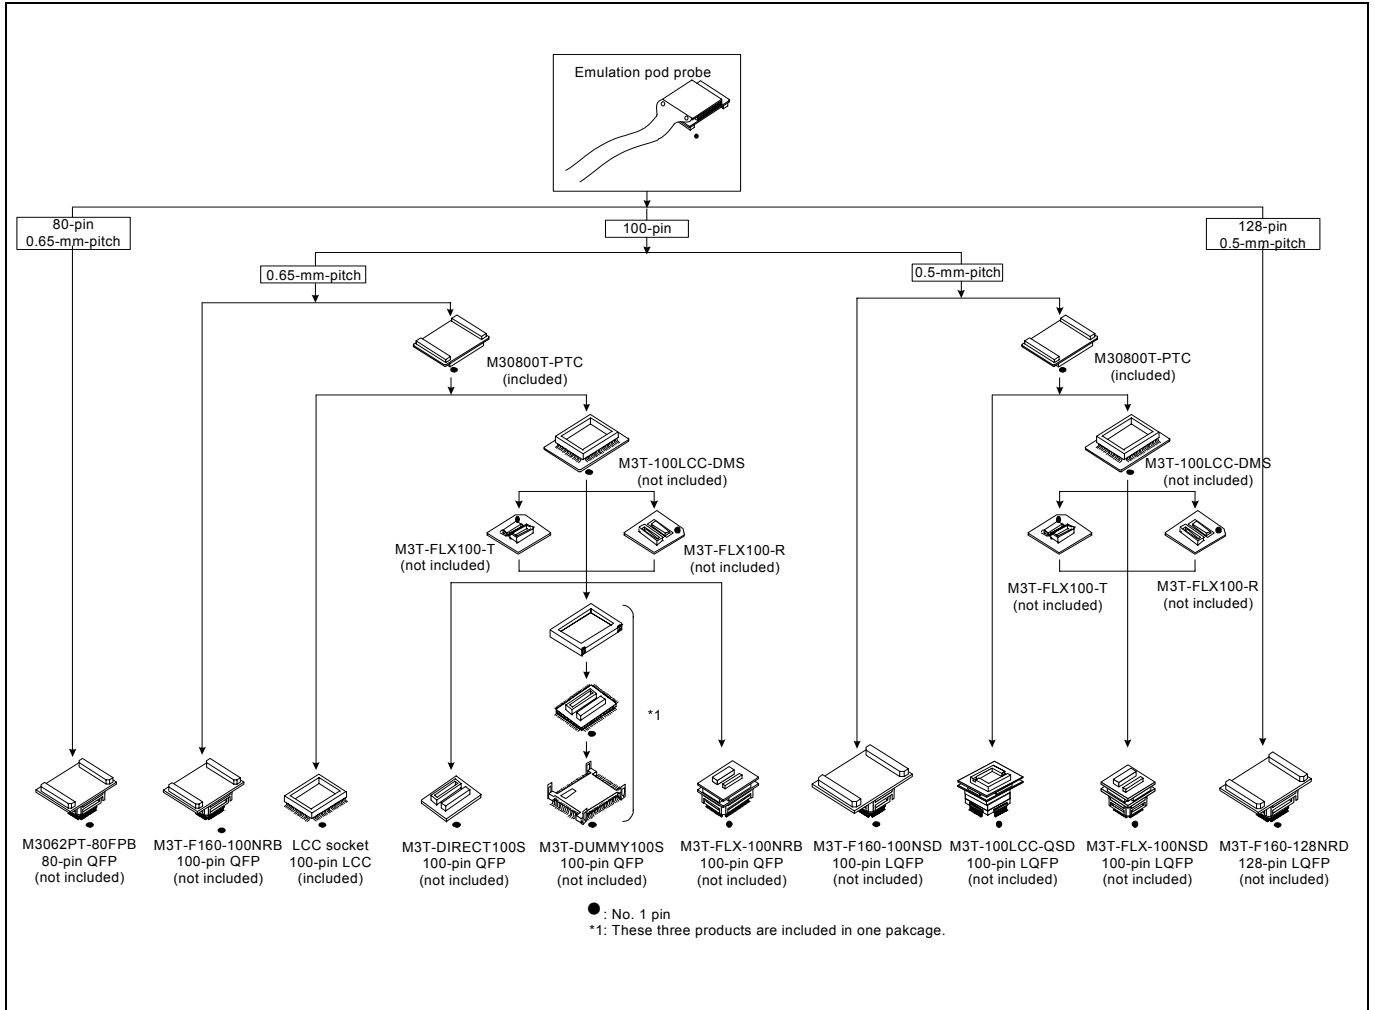 Emulation pod probe
80-pin
0.65-mm-pitch
100-pin
128-pin
0.5-mm-pitch
0.65-mm-pitch
0.5-mm-pitch
M30800T-PTC
(included)
M30800T-PTC
(included)
M3T-100LCC-DMS
(not included)
M3T-100LCC-DMS
(not included)
M3T-FLX100-T
(not included)
M3T-FLX100-R
(not included)
M3T-FLX100-T
(not included)
M3T-FLX100-R
(not included)
*1
M3062PT-80FPB
80-pin QFP
(not included)
M3T-F160-100NRB
100-pin QFP
(not included)
LCC socket
100-pin LCC
(included)
M3T-DIRECT100S
100-pin QFP
(not included)
M3T-DUMMY100S
100-pin QFP
(not included)
M3T-FLX-100NRB
100-pin QFP
(not included)
M3T-F160-100NSD
100-pin LQFP
(not included)
M3T-100LCC-QSD
100-pin LQFP
(not included)
M3T-FLX-100NSD
100-pin LQFP
(not included)
M3T-F160-128NRD
128-pin LQFP
(not included)
● : No. 1 pin
*1: These three products are included in one pakcage.